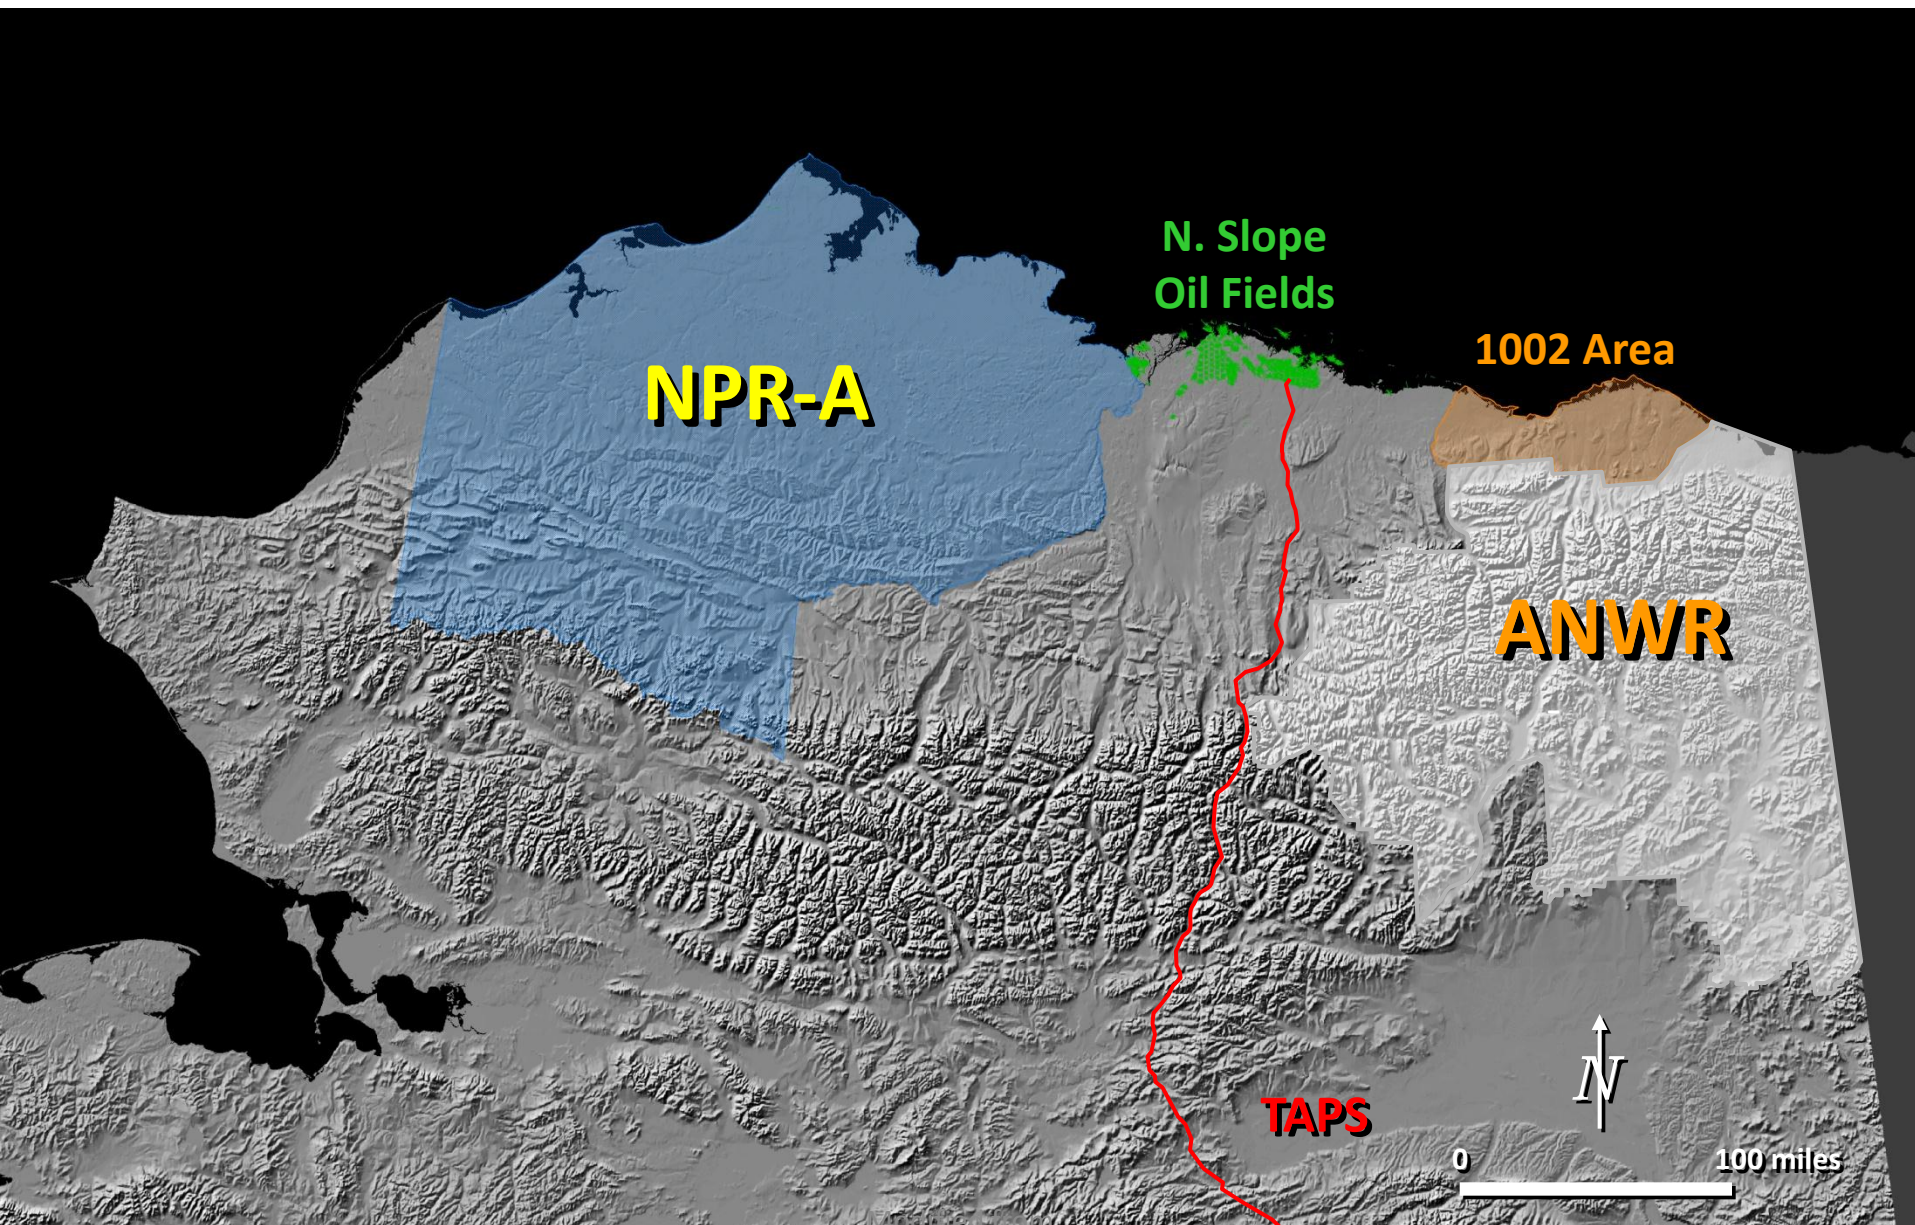 N. Slope
Oil Fields
1002 Area
NPR-A
ANWR
TAPS
N
0 100 miles